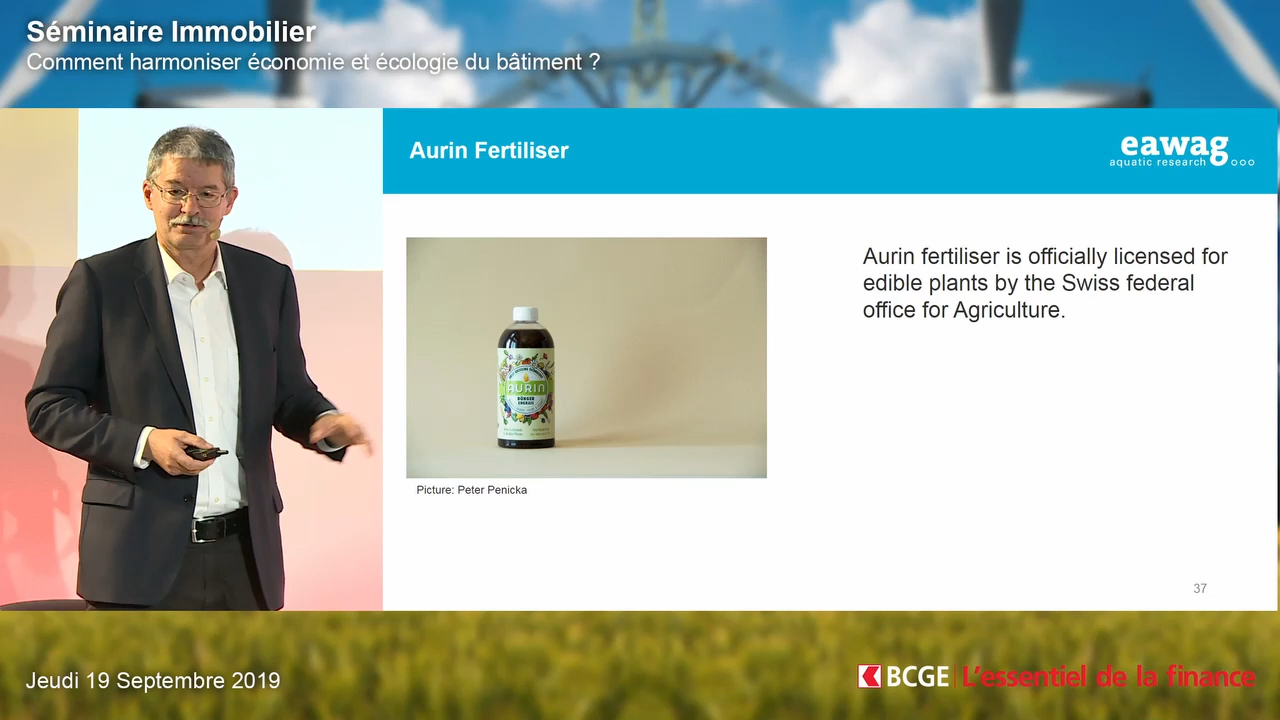 Séminaire Immobilier
Comment harmoniser économie et écologie du bâtiment ?
Aurin Fertiliser
eawag
aquatic research
Aurin fertiliser is officially licensed for
edible plants by the Swiss federal
office for Agriculture.
AURIN
DÜNGER
ENGRAIS
Picture: Peter Penicka
37
Jeudi 19 Septembre 2019
BCGE
L'essentiel de la finance